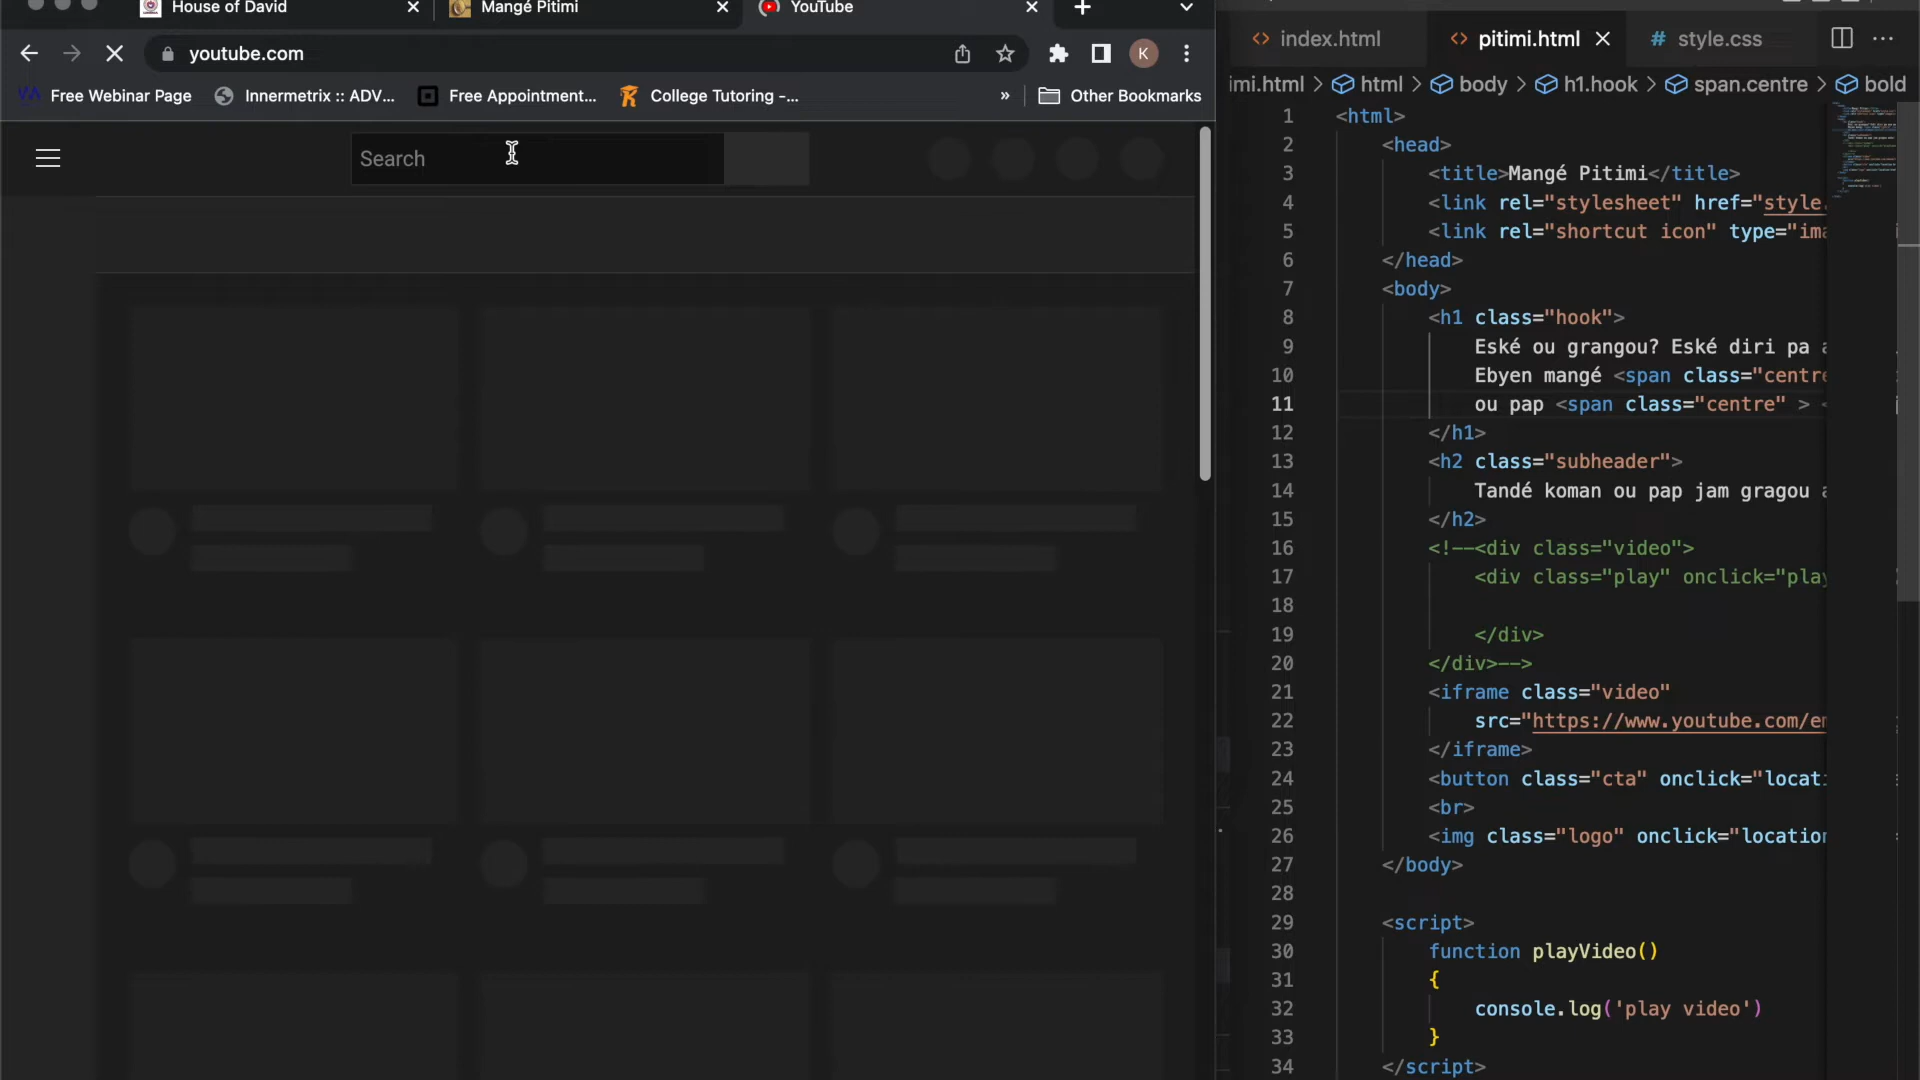 House of David
Mangé Pitimi
YouTube
youtube.com
K
Free Webinar Page
Innermetrix :: ADV...
Free Appointment...
College Tutoring -...
»
Other Bookmarks
Search
index.html
pitimi.html
style.css
imi.html > html > body > h1.hook > span.centre > bold
1 <html>
2 <head>
3 <title>Mangé Pitimi</title>
4 <link rel="stylesheet" href="style.
5 <link rel="shortcut icon" type="ima
6 </head>
7 <body>
8 <h1 class="hook">
9 Eské ou grangou? Eské diri pa a
10 Ebyen mangé <span class="centre
11 ou pap <span class="centre" > <
12 </h1>
13 <h2 class="subheader">
14 Tandé koman ou pap jam gragou a
15 </h2>
16 <!--<div class="video">
17 <div class="play" onclick="play
18
19 </div>
20 </div>-->
21 <iframe class="video"
22 src="https://www.youtube.com/em
23 </iframe>
24 <button class="cta" onclick="locati
25 <br>
26 <img class="logo" onclick="location
27 </body>
28
29 <script>
30 function playVideo()
31 {
32 console.log('play video')
33 }
34 </script>